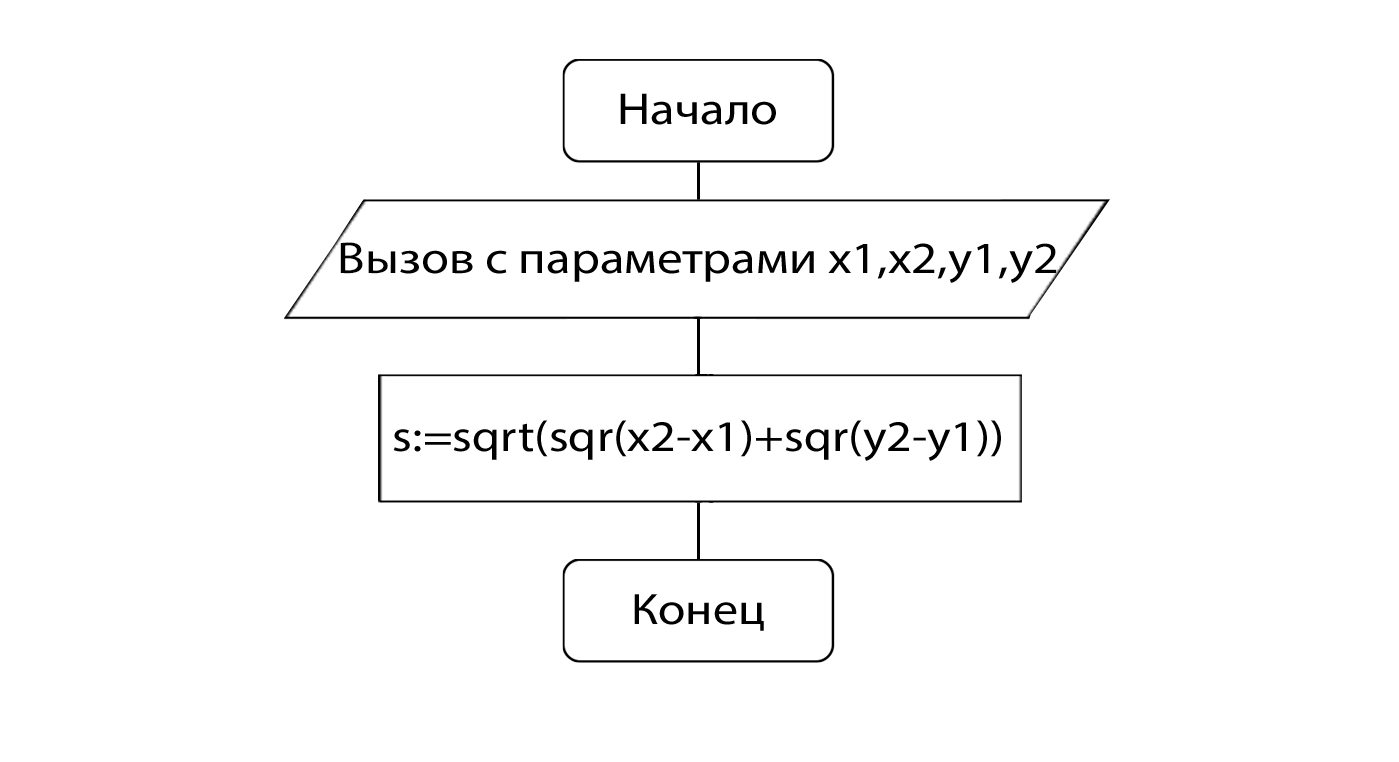 Начало
Вызов с параметрами x1,x2,y1,y2
s:=sqrt(sqr(x2-x1)+sqr(y2-y1))
Конец